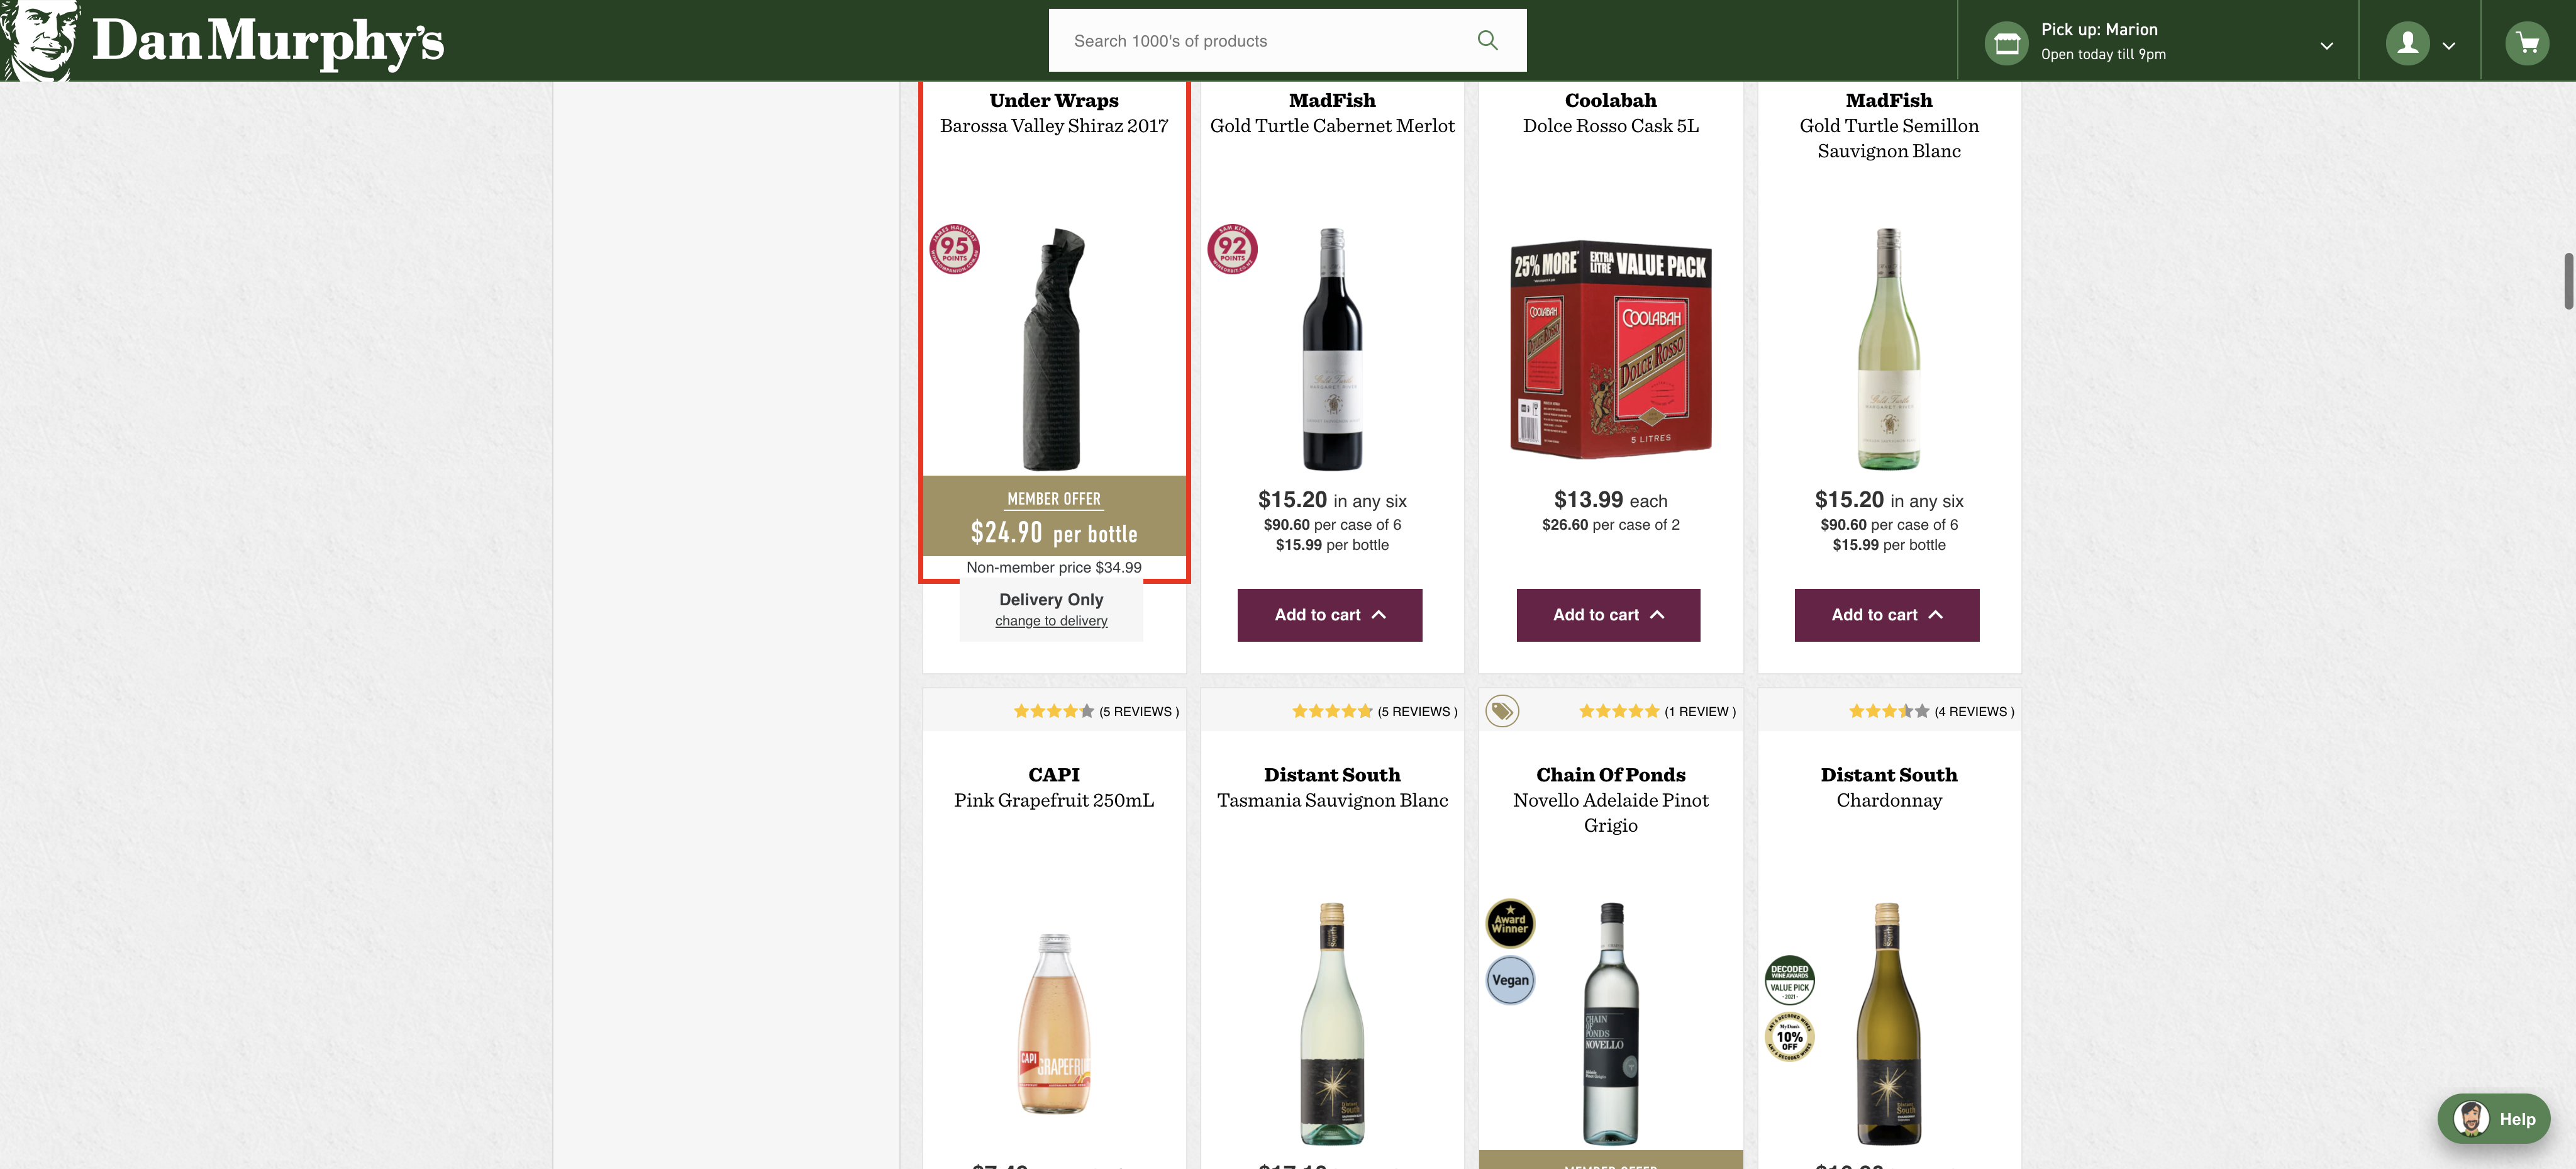 Dan Murphy's
Search 1000's of products
Pick up: Marion
Open today till 9pm
Under Wraps
Barossa Valley Shiraz 2017
95
POINTS
MEMBER OFFER
$24.90 per bottle
Non-member price $34.99
Delivery Only
change to delivery
MadFish
Gold Turtle Cabernet Merlot
92
POINTS
$15.20 in any six
$90.60 per case of 6
$15.99 per bottle
Add to cart
Coolabah
Dolce Rosso Cask 5L
25% MORE
EXTRA LITRE VALUE PACK
COOLABAH
DOLCE ROSSO
COOLABAH
DOLCE ROSSO
5 LITRES
$13.99 each
$26.60 per case of 2
Add to cart
MadFish
Gold Turtle Semillon
Sauvignon Blanc
$15.20 in any six
$90.60 per case of 6
$15.99 per bottle
Add to cart
(5 REVIEWS )
CAPI
Pink Grapefruit 250mL
CAPI
(5 REVIEWS )
Distant South
Tasmania Sauvignon Blanc
South
(1 REVIEW )
Chain Of Ponds
Novello Adelaide Pinot
Grigio
Award
Winner
Vegan
CHAIN
OF
PONDS
NOVELLO
(4 REVIEWS )
Distant South
Chardonnay
DECODED
WINE AWARDS
VALUE PICK
2021
My Dan's
10%
OFF
South
Help